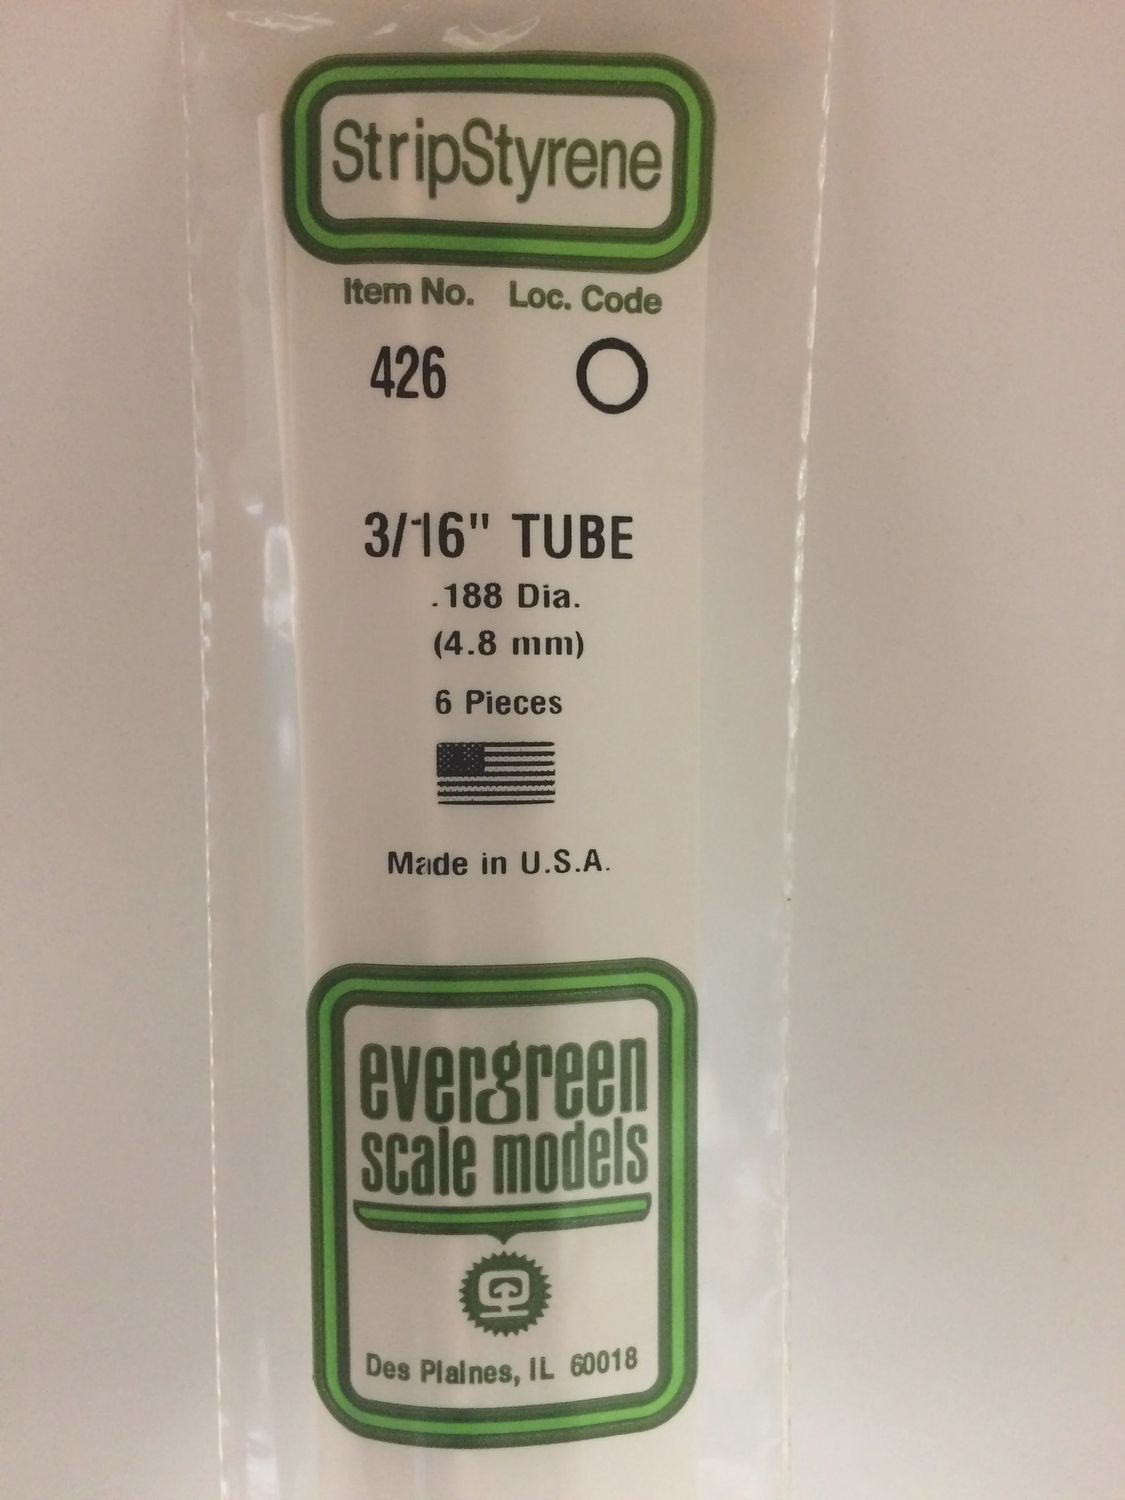 StripStyrene
Item No. Loc. Code
426
3/16" TUBE
.188 Dia.
(4.8 mm)
6 Pieces
Made in U.S.A.
evergreen
scale models
Des Plaines, IL 60018